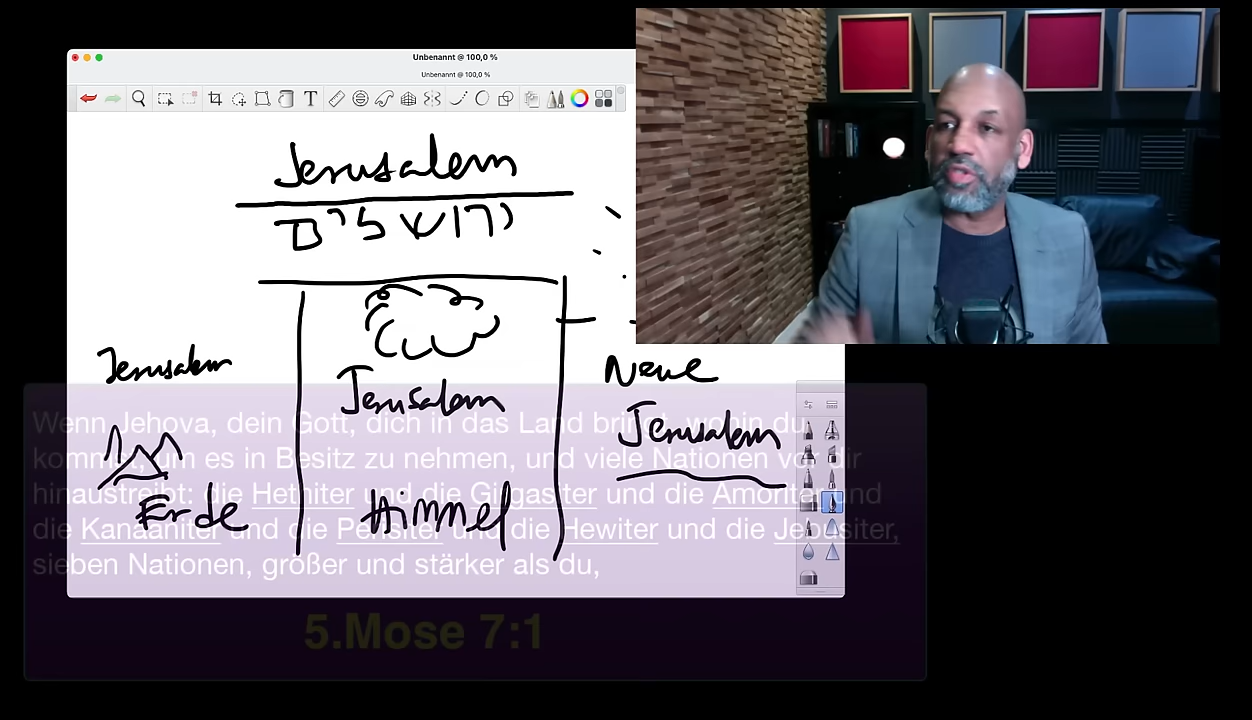 Unbenannt @ 100,0 %
Unbenannt @ 100,0 %
Jerusalem
Jerusalem
Erde
Jerusalem
Himmel
Neue
Jerusalem
Wenn Jehova, dein Gott, dich in das Land bringt, wohin du
kommst, um es in Besitz zu nehmen, und viele Nationen vor dir
hinaustreibt: die Hethiter und die Girgasiter und die Amoriter und
die Kanaaniter und die Perisiter und die Hewiter und die Jebusiter,
sieben Nationen, größer und stärker als du,
5.Mose 7:1